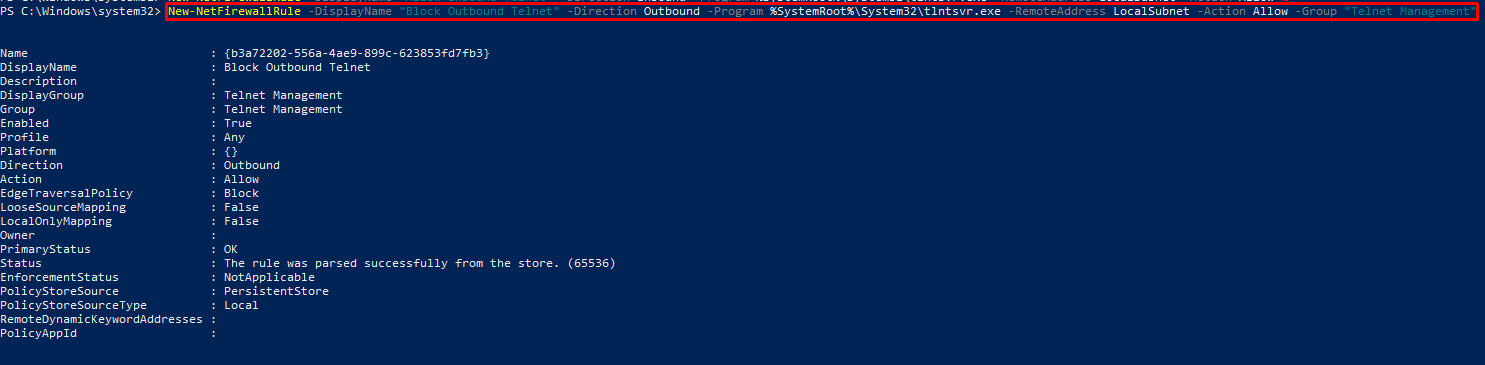 PS C:\Windows\system32> New-NetFirewallRule -DisplayName "Block Outbound Telnet" -Direction Outbound -Program %SystemRoot%\System32\tlntsvr.exe -RemoteAddress LocalSubnet -Action Allow -Group "Telnet Management"
Name : {b3a72202-556a-4ae9-899c-623853fd7fb3}
DisplayName : Block Outbound Telnet
Description :
DisplayGroup : Telnet Management
Group : Telnet Management
Enabled : True
Profile : Any
Platform : {}
Direction : Outbound
Action : Allow
EdgeTraversalPolicy : Block
LooseSourceMapping : False
LocalOnlyMapping : False
Owner :
PrimaryStatus : OK
Status : The rule was parsed successfully from the store. (65536)
EnforcementStatus : NotApplicable
PolicyStoreSource : PersistentStore
PolicyStoreSourceType : Local
RemoteDynamicKeywordAddresses :
PolicyAppId :